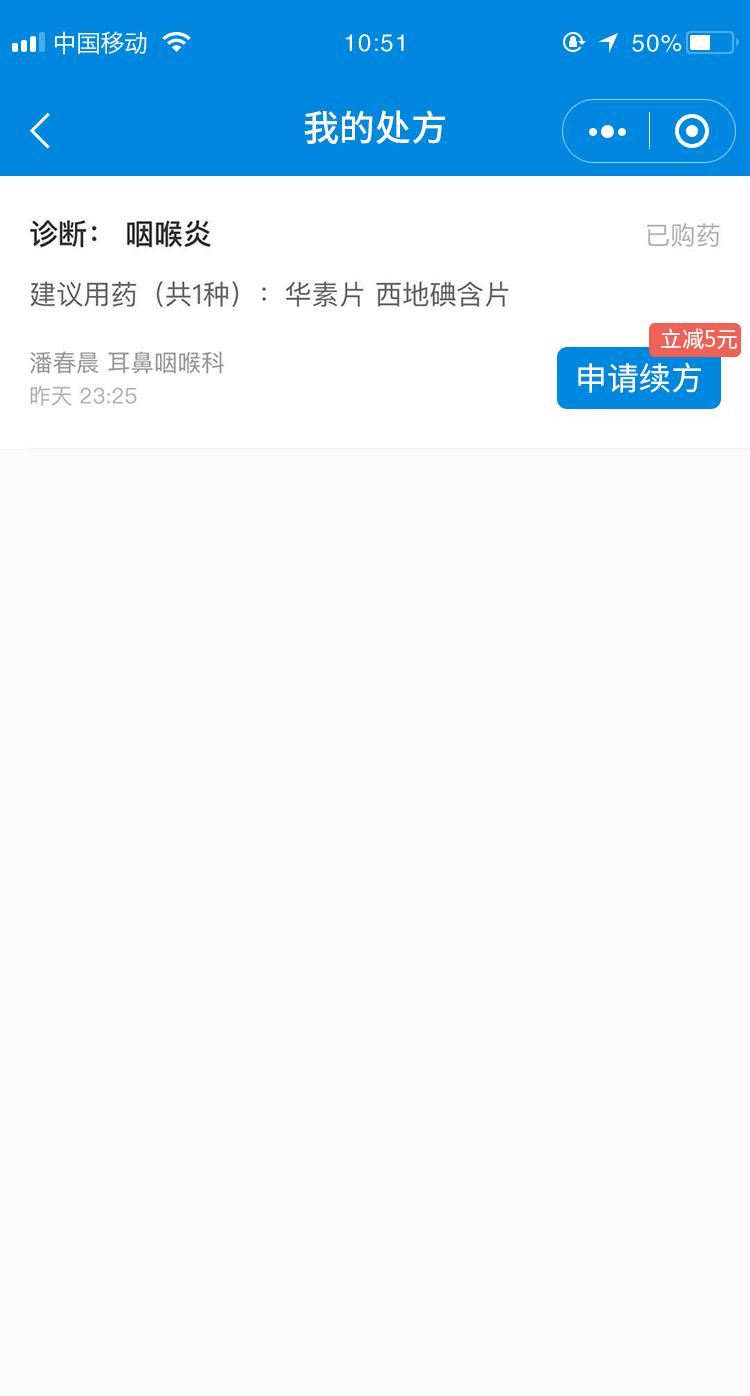 中国移动 10:51 50%
我的处方
诊断： 咽喉炎 已购药
建议用药（共1种）：华素片 西地碘含片
立减5元
潘春晨 耳鼻咽喉科
申请续方
昨天 23:25